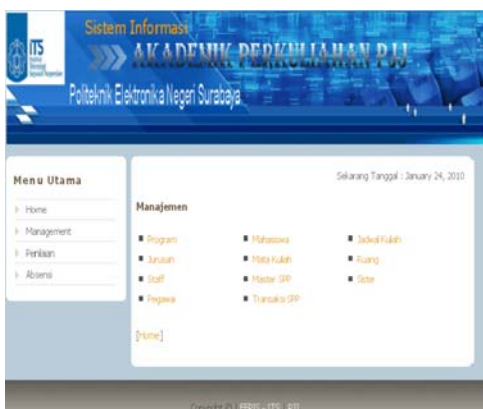 Sistem Informasi
ITS
AKADEMIK PERKULIAHAN PJJ
Politeknik Elektronika Negeri Surabaya
Menu Utama
Home
Management
Penilaian
Absensi
Sekarang Tanggal : January 24, 2010
Manajemen
Program
Mahasiswa
Jadwal Kuliah
Jurusan
Mata Kuliah
Ruang
Staff
Master SPP
Pegawai
Transaksi SPP
[Home]